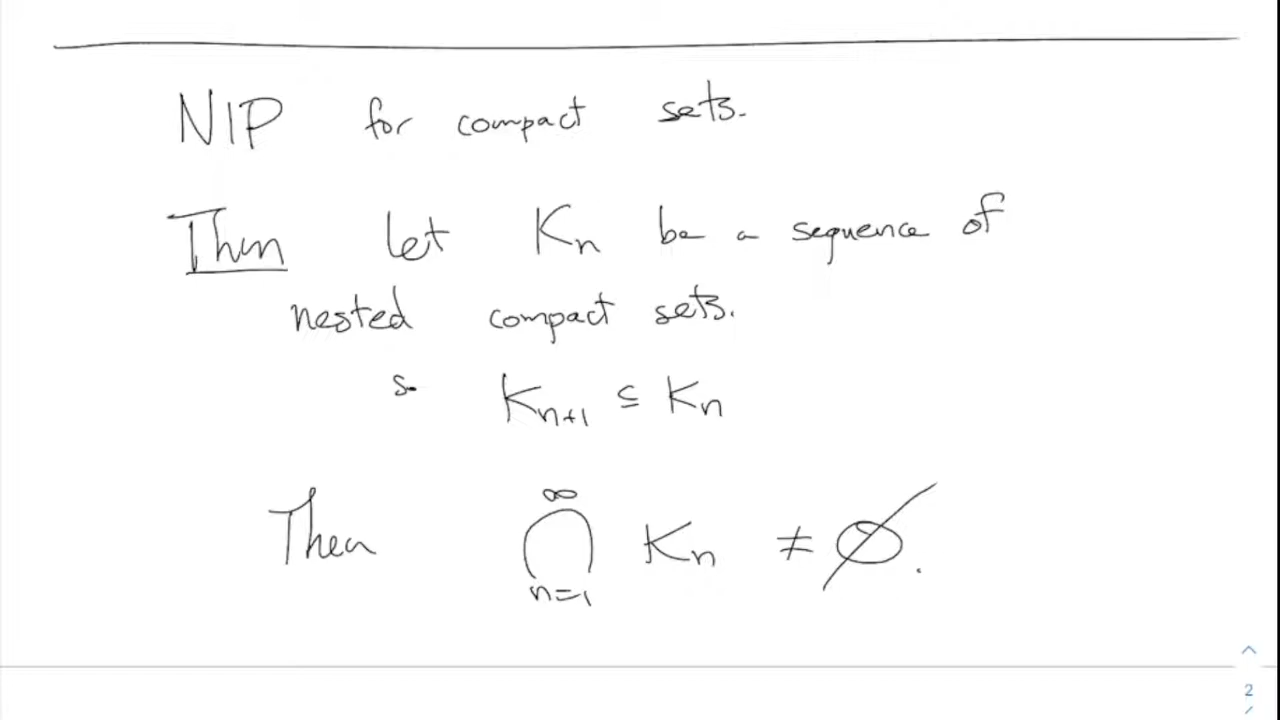 NIP for compact sets.
Thm let Kₙ be a sequence of
nested compact sets.
so Kₙ₊₁ ⊆ Kₙ
Then ⋂ₙ₌₁^∞ Kₙ ≠ ∅.
2